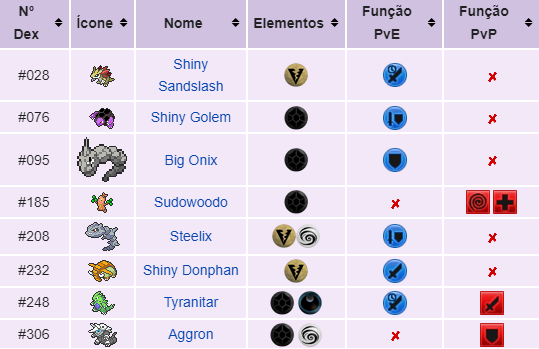 Nº Dex Ícone Nome Elementos Função PvE Função PvP
#028 Shiny Sandslash
#076 Shiny Golem
#095 Big Onix
#185 Sudowoodo
#208 Steelix
#232 Shiny Donphan
#248 Tyranitar
#306 Aggron